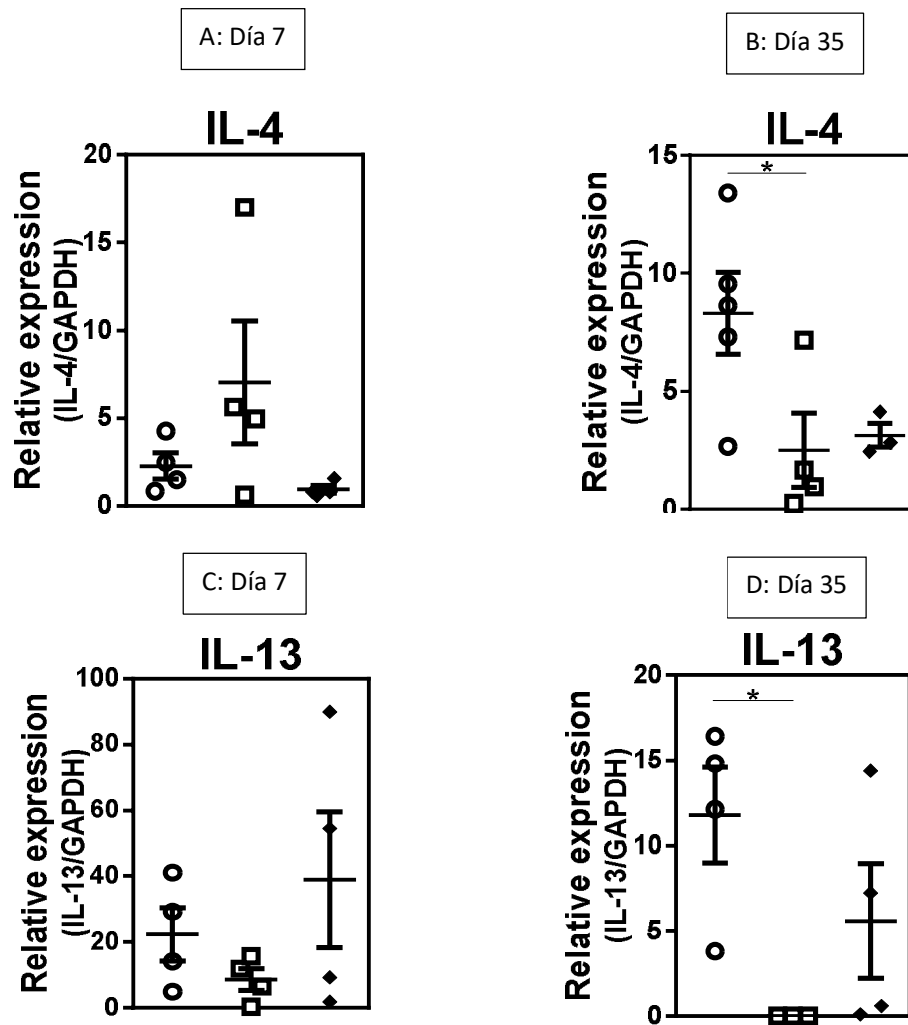 A: Día 7
IL-4
20
15
10
5
0
Relative expression
(IL-4/GAPDH)
B: Día 35
IL-4
*
15
10
5
0
Relative expression
(IL-4/GAPDH)
C: Día 7
IL-13
100
80
60
40
20
0
Relative expression
(IL-13/GAPDH)
D: Día 35
IL-13
*
20
15
10
5
0
Relative expression
(IL-13/GAPDH)